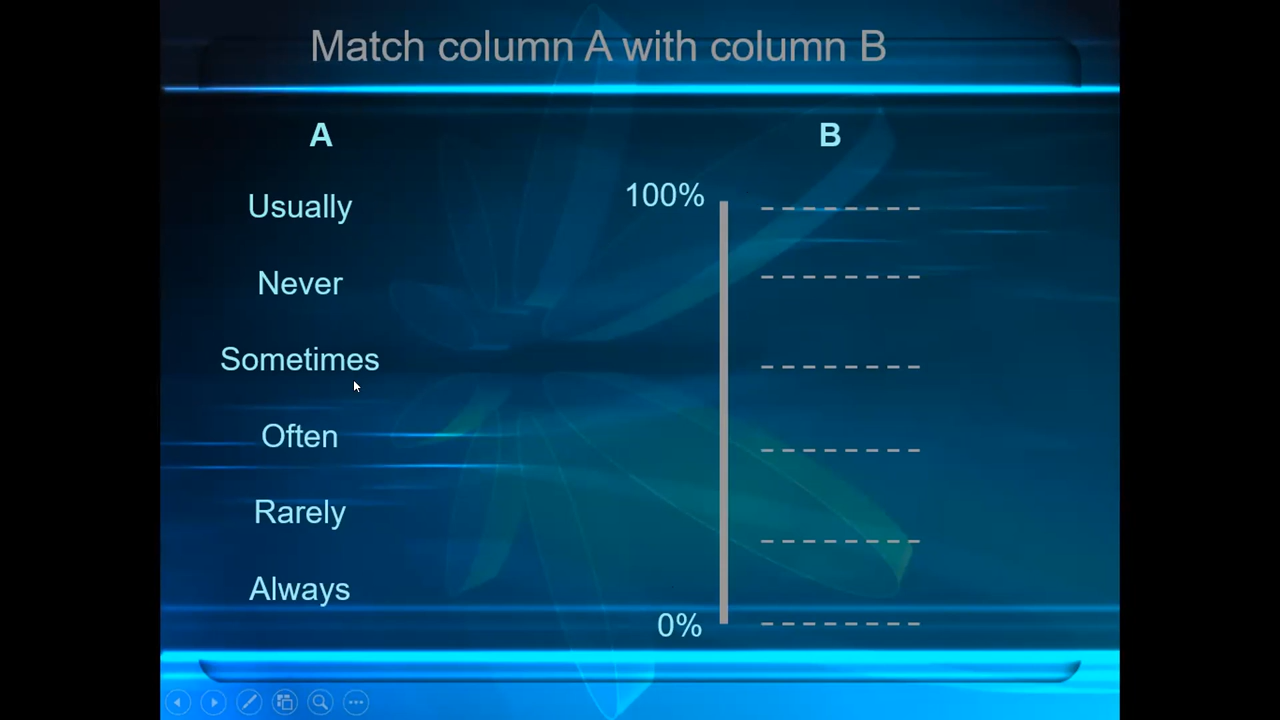 Match column A with column B
A
B
Usually
100%
Never
Sometimes
Often
Rarely
Always
0%